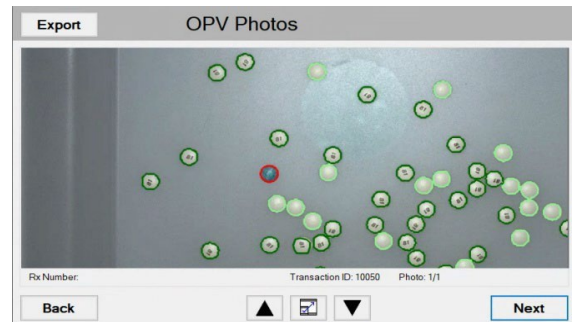 Export
OPV Photos
Rx Number:
Transaction ID: 10050
Photo: 1/1
Back
Next